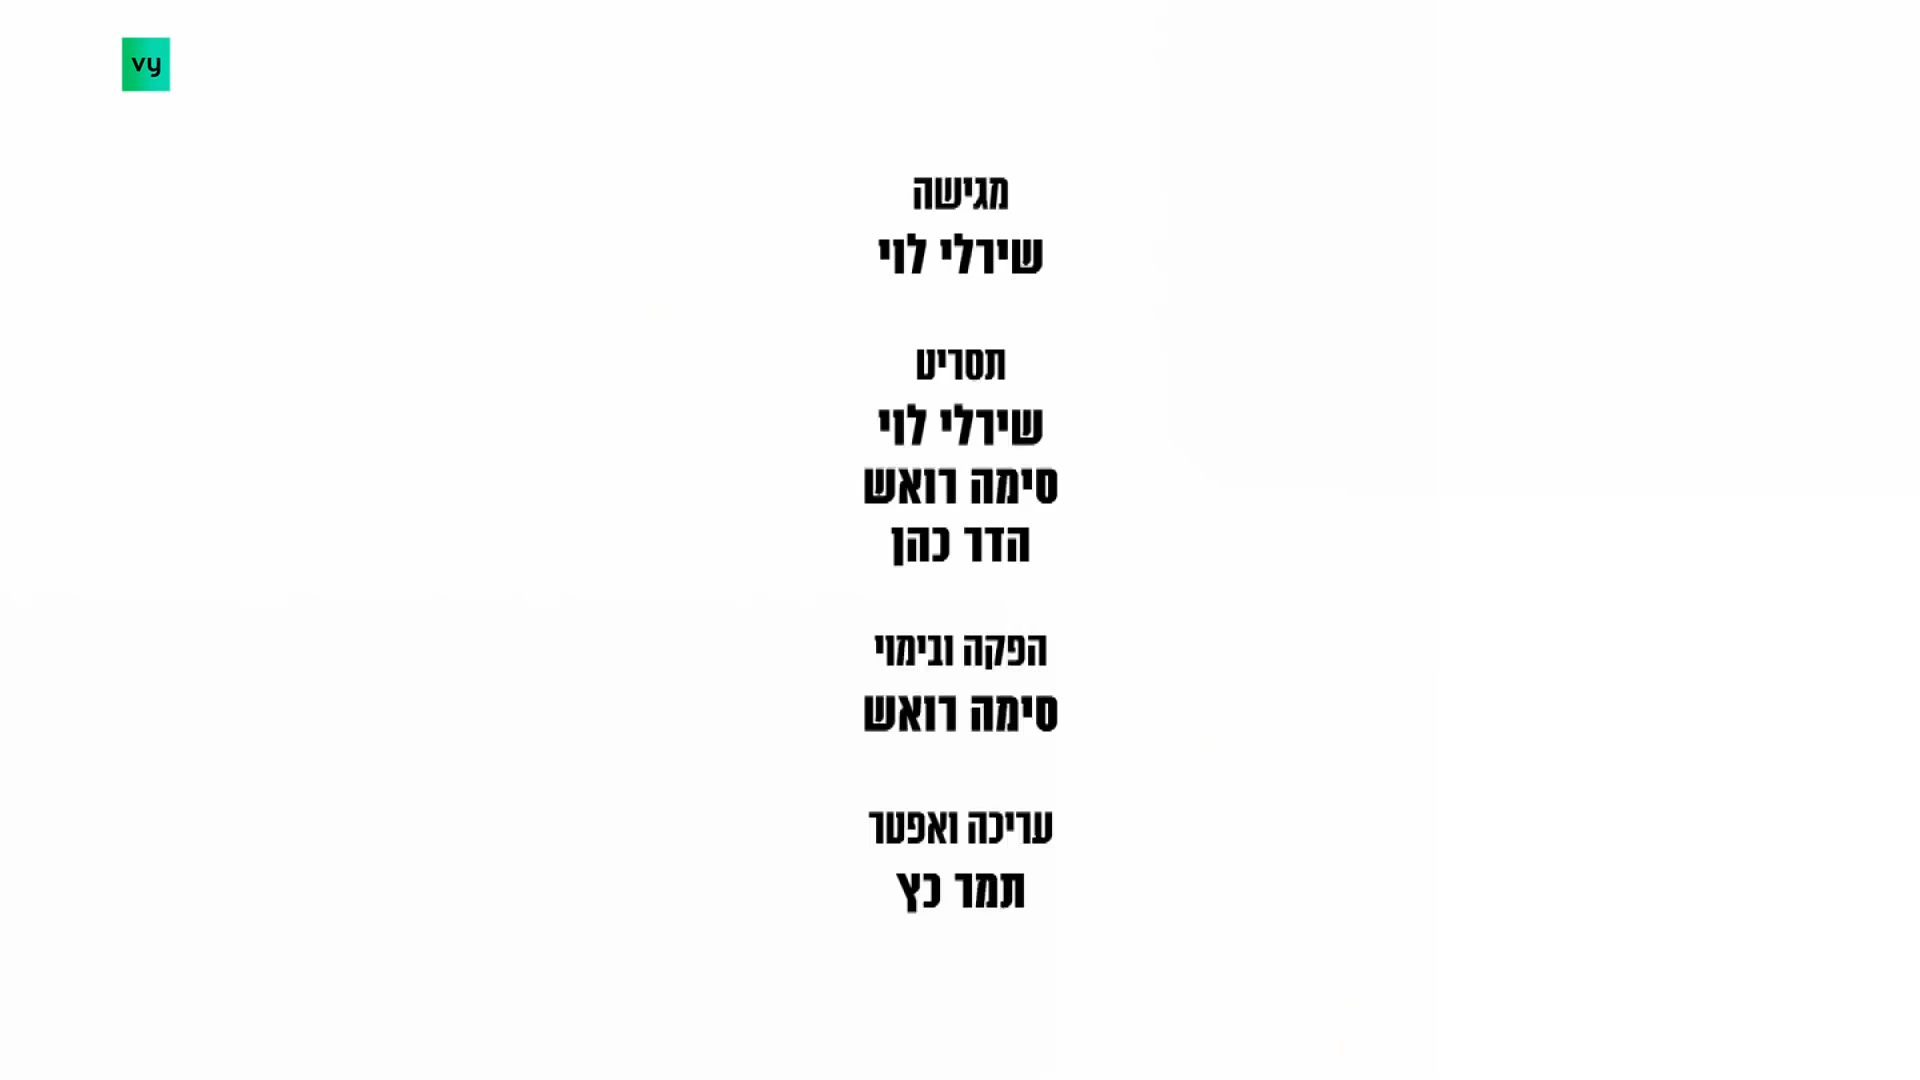 vy
מגישה
שירלי לוי
תסריט
שירלי לוי
סימה רואש
הדר כהן
הפקה ובימוי
סימה רואש
עריכה ואפטר
תמר כץ